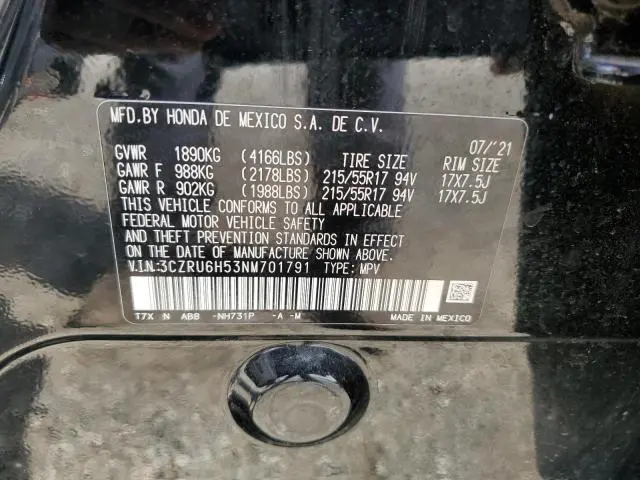 MFD.BY HONDA DE MEXICO S.A. DE C.V.
07/'21
GVWR 1890KG (4166LBS) TIRE SIZE RIM SIZE
GAWR F 988KG (2178LBS) 215/55R17 94V 17X7.5J
GAWR R 902KG (1988LBS) 215/55R17 94V 17X7.5J
THIS VEHICLE CONFORMS TO ALL APPLICABLE
FEDERAL MOTOR VEHICLE SAFETY
AND THEFT PREVENTION STANDARDS IN EFFECT
ON THE DATE OF MANUFACTURE SHOWN ABOVE.
V.I.N:3CZRU6H53NM701791 TYPE: MPV
T7X N ABB -NH731P -A -M MADE IN MEXICO